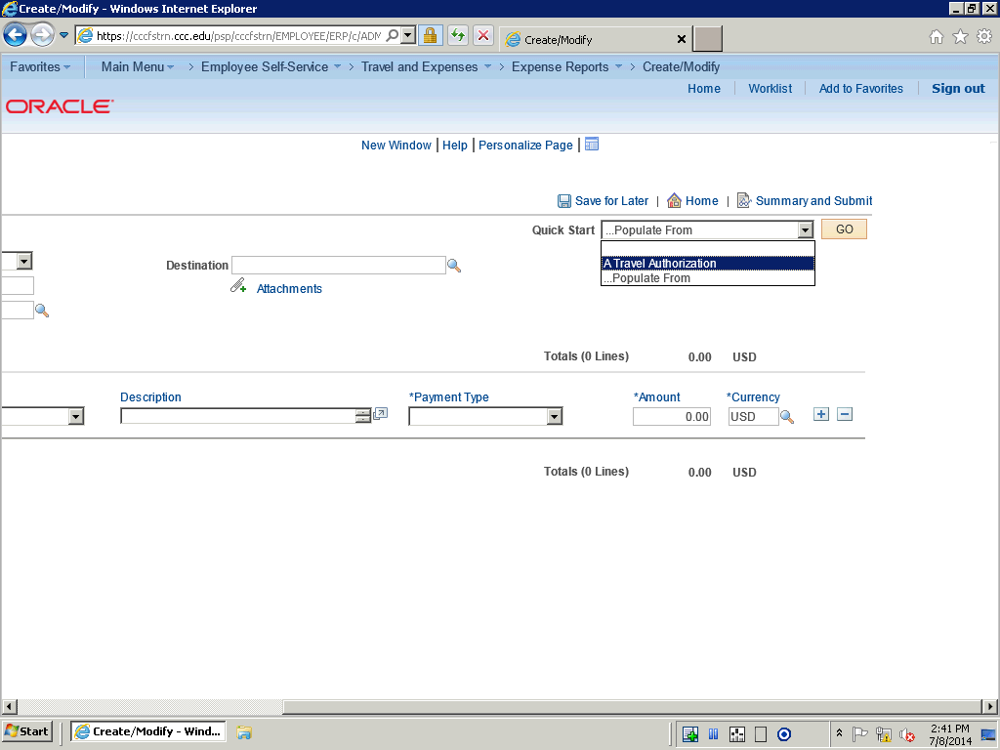 Create/Modify - Windows Internet Explorer
https://cccfstrn.ccc.edu/psp/cccfstrn/EMPLOYEE/ERP/c/ADM
Create/Modify
Favorites
Main Menu
> Employee Self-Service
> Travel and Expenses
> Expense Reports
> Create/Modify
Home
Worklist
Add to Favorites
Sign out
ORACLE
New Window | Help | Personalize Page |
Save for Later | Home | Summary and Submit
Quick Start ...Populate From GO
A Travel Authorization
...Populate From
Destination
Attachments
Totals (0 Lines) 0.00 USD
Description *Payment Type *Amount *Currency
0.00 USD
Totals (0 Lines) 0.00 USD
Start
Create/Modify - Wind...
2:41 PM
7/8/2014